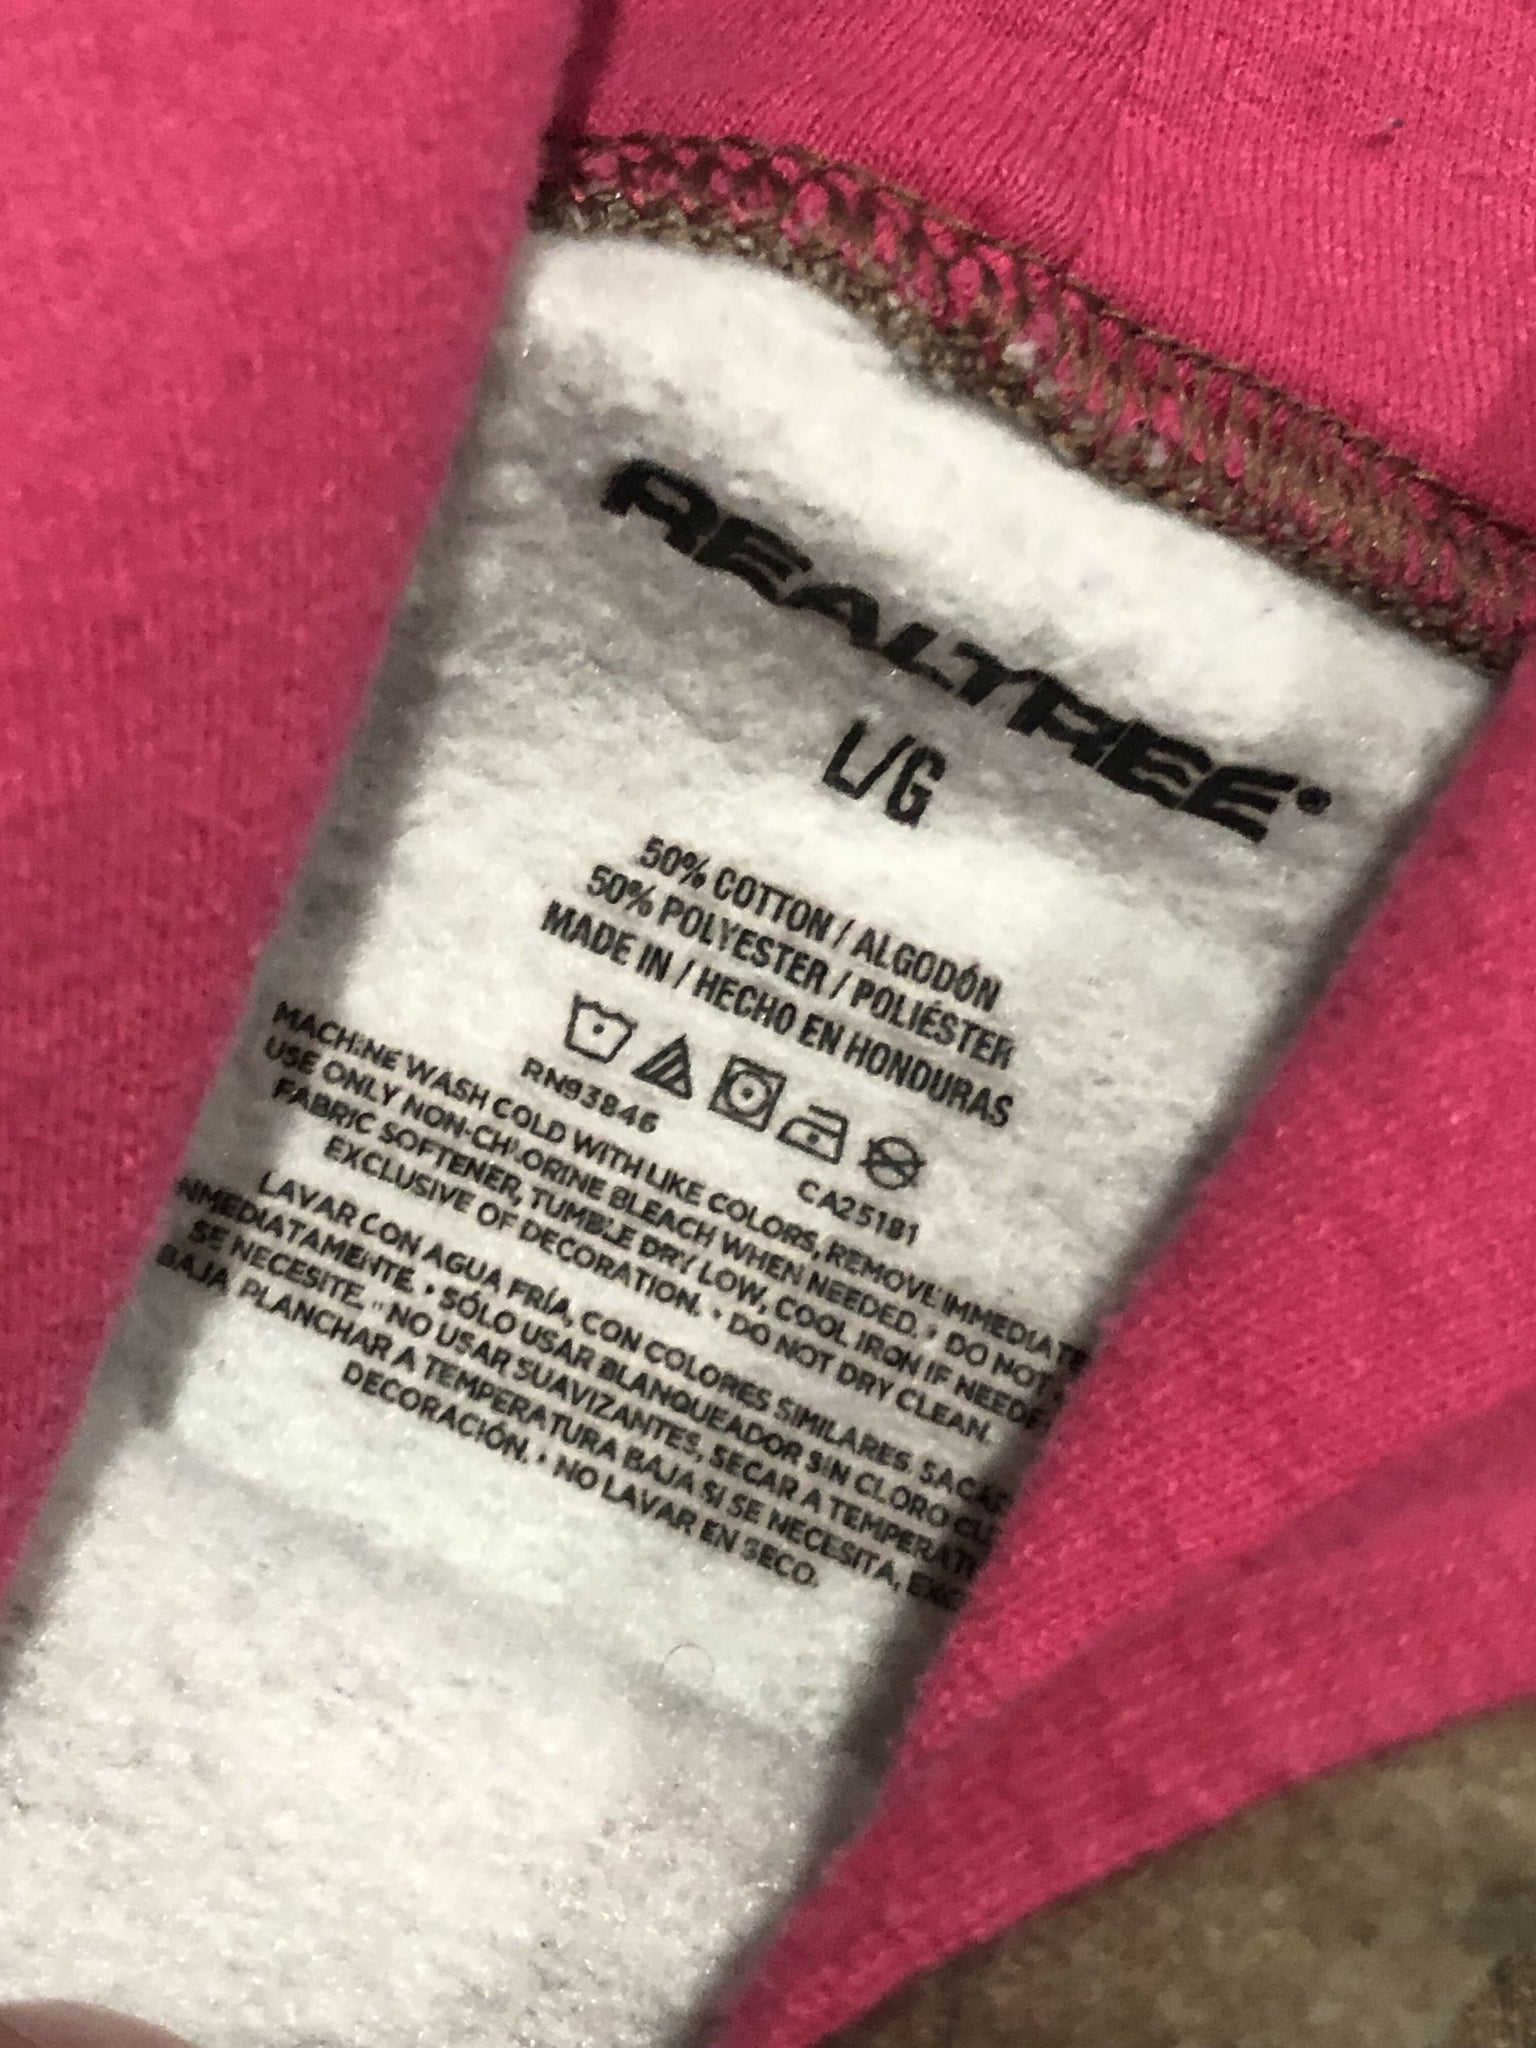 REALTREE®
L/G
50% COTTON / ALGODÓN
50% POLYESTER / POLIÉSTER
MADE IN / HECHO EN HONDURAS
RN93846 CA25181
MACHINE WASH COLD WITH LIKE COLORS, REMOVE IMMEDIATE
USE ONLY NON-CHLORINE BLEACH WHEN NEEDED. • DO NOT
FABRIC SOFTENER, TUMBLE DRY LOW, COOL IRON IF NEEDE
EXCLUSIVE OF DECORATION. • DO NOT DRY CLEAN.
LAVAR CON AGUA FRÍA, CON COLORES SIMILARES. SACAR
INMEDIATAMENTE. • SÓLO USAR BLANQUEADOR SIN CLORO CU
SE NECESITE. • NO USAR SUAVIZANTES, SECAR A TEMPERATU
BAJA, PLANCHAR A TEMPERATURA BAJA SI SE NECESITA, EXC
DECORACIÓN. • NO LAVAR EN SECO.